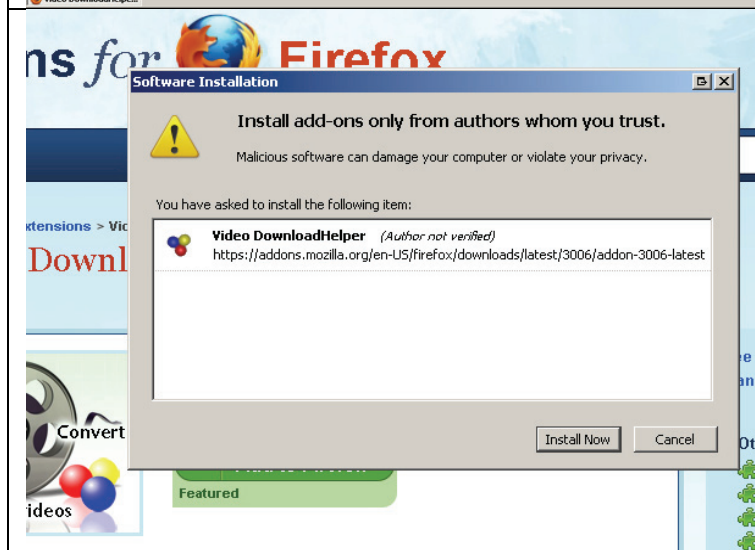 Video DownloadHelpe...
ns for Firefox
Software Installation
Install add-ons only from authors whom you trust.
Malicious software can damage your computer or violate your privacy.
You have asked to install the following item:
Video DownloadHelper (Author not verified)
https://addons.mozilla.org/en-US/firefox/downloads/latest/3006/addon-3006-latest
Install Now Cancel
xtensions > Vic
Downl
Convert
ideos
Featured